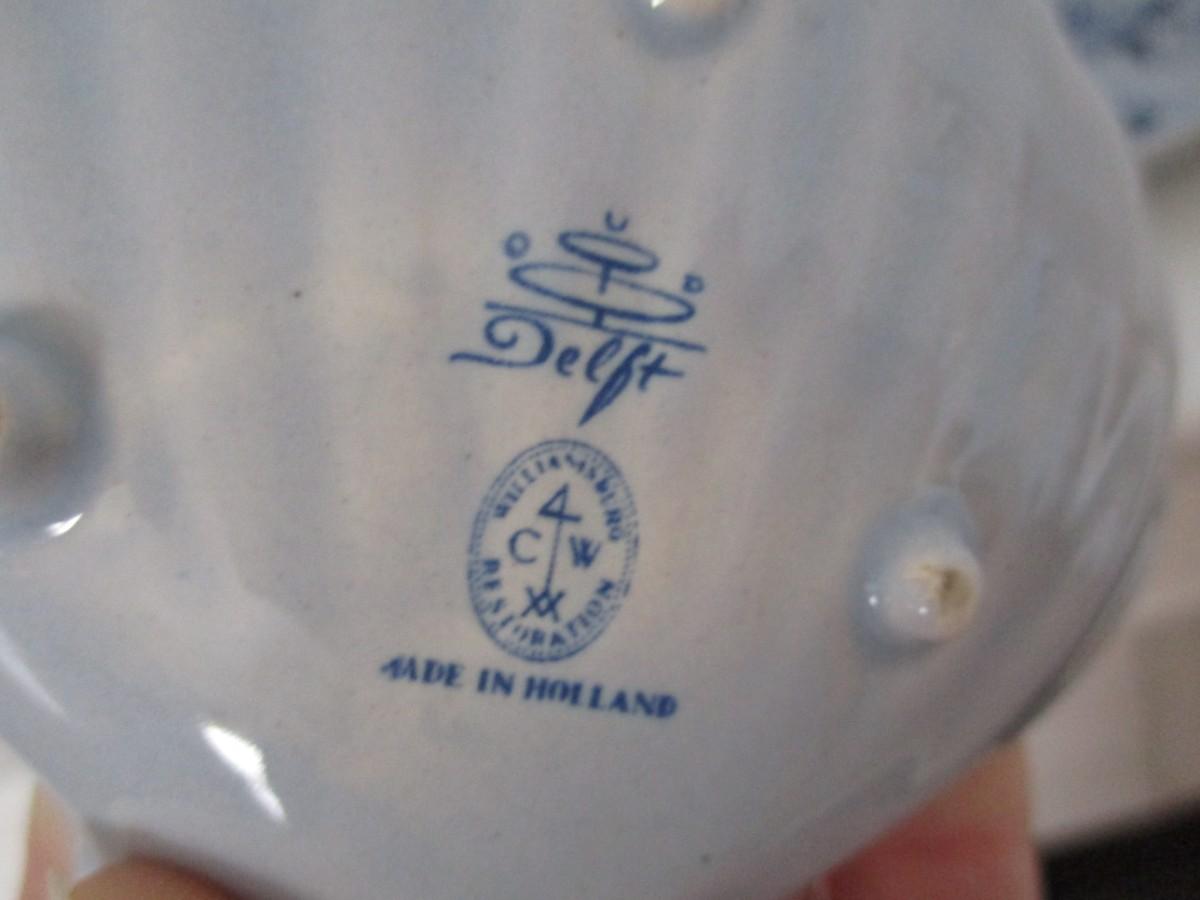 O U D
Delft
WILLIAMSBURG
C W
RESTORATION
MADE IN HOLLAND